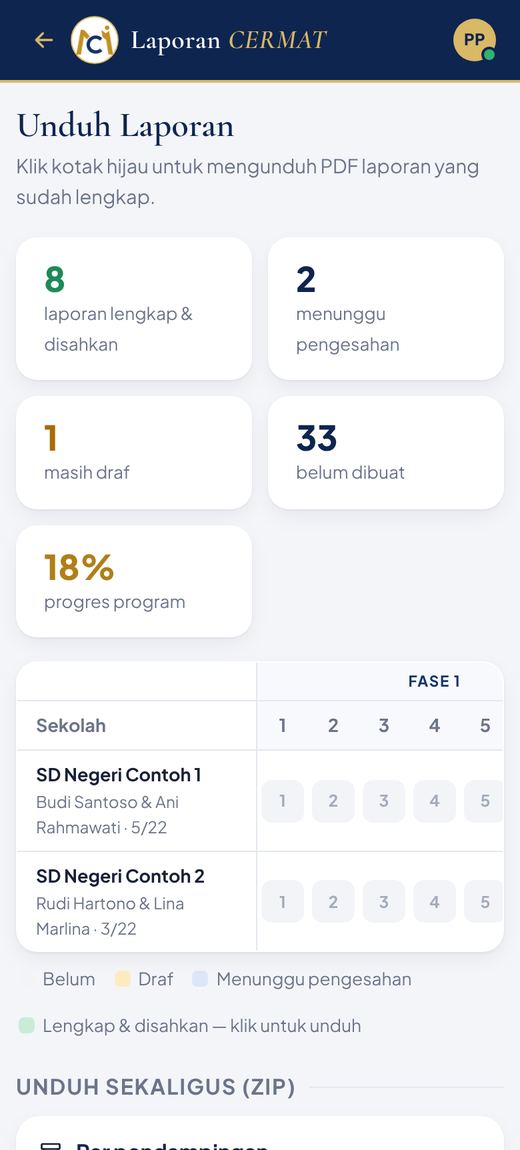 Laporan CERMAT
PP
Unduh Laporan
Klik kotak hijau untuk mengunduh PDF laporan yang
sudah lengkap.
8
laporan lengkap &
disahkan
2
menunggu
pengesahan
1
masih draf
33
belum dibuat
18%
progres program
FASE 1
Sekolah 1 2 3 4 5
SD Negeri Contoh 1
Budi Santoso & Ani
Rahmawati · 5/22
1 2 3 4 5
SD Negeri Contoh 2
Rudi Hartono & Lina
Marlina · 3/22
1 2 3 4 5
Belum Draf Menunggu pengesahan
Lengkap & disahkan — klik untuk unduh
UNDUH SEKALIGUS (ZIP)
Per pendampingan